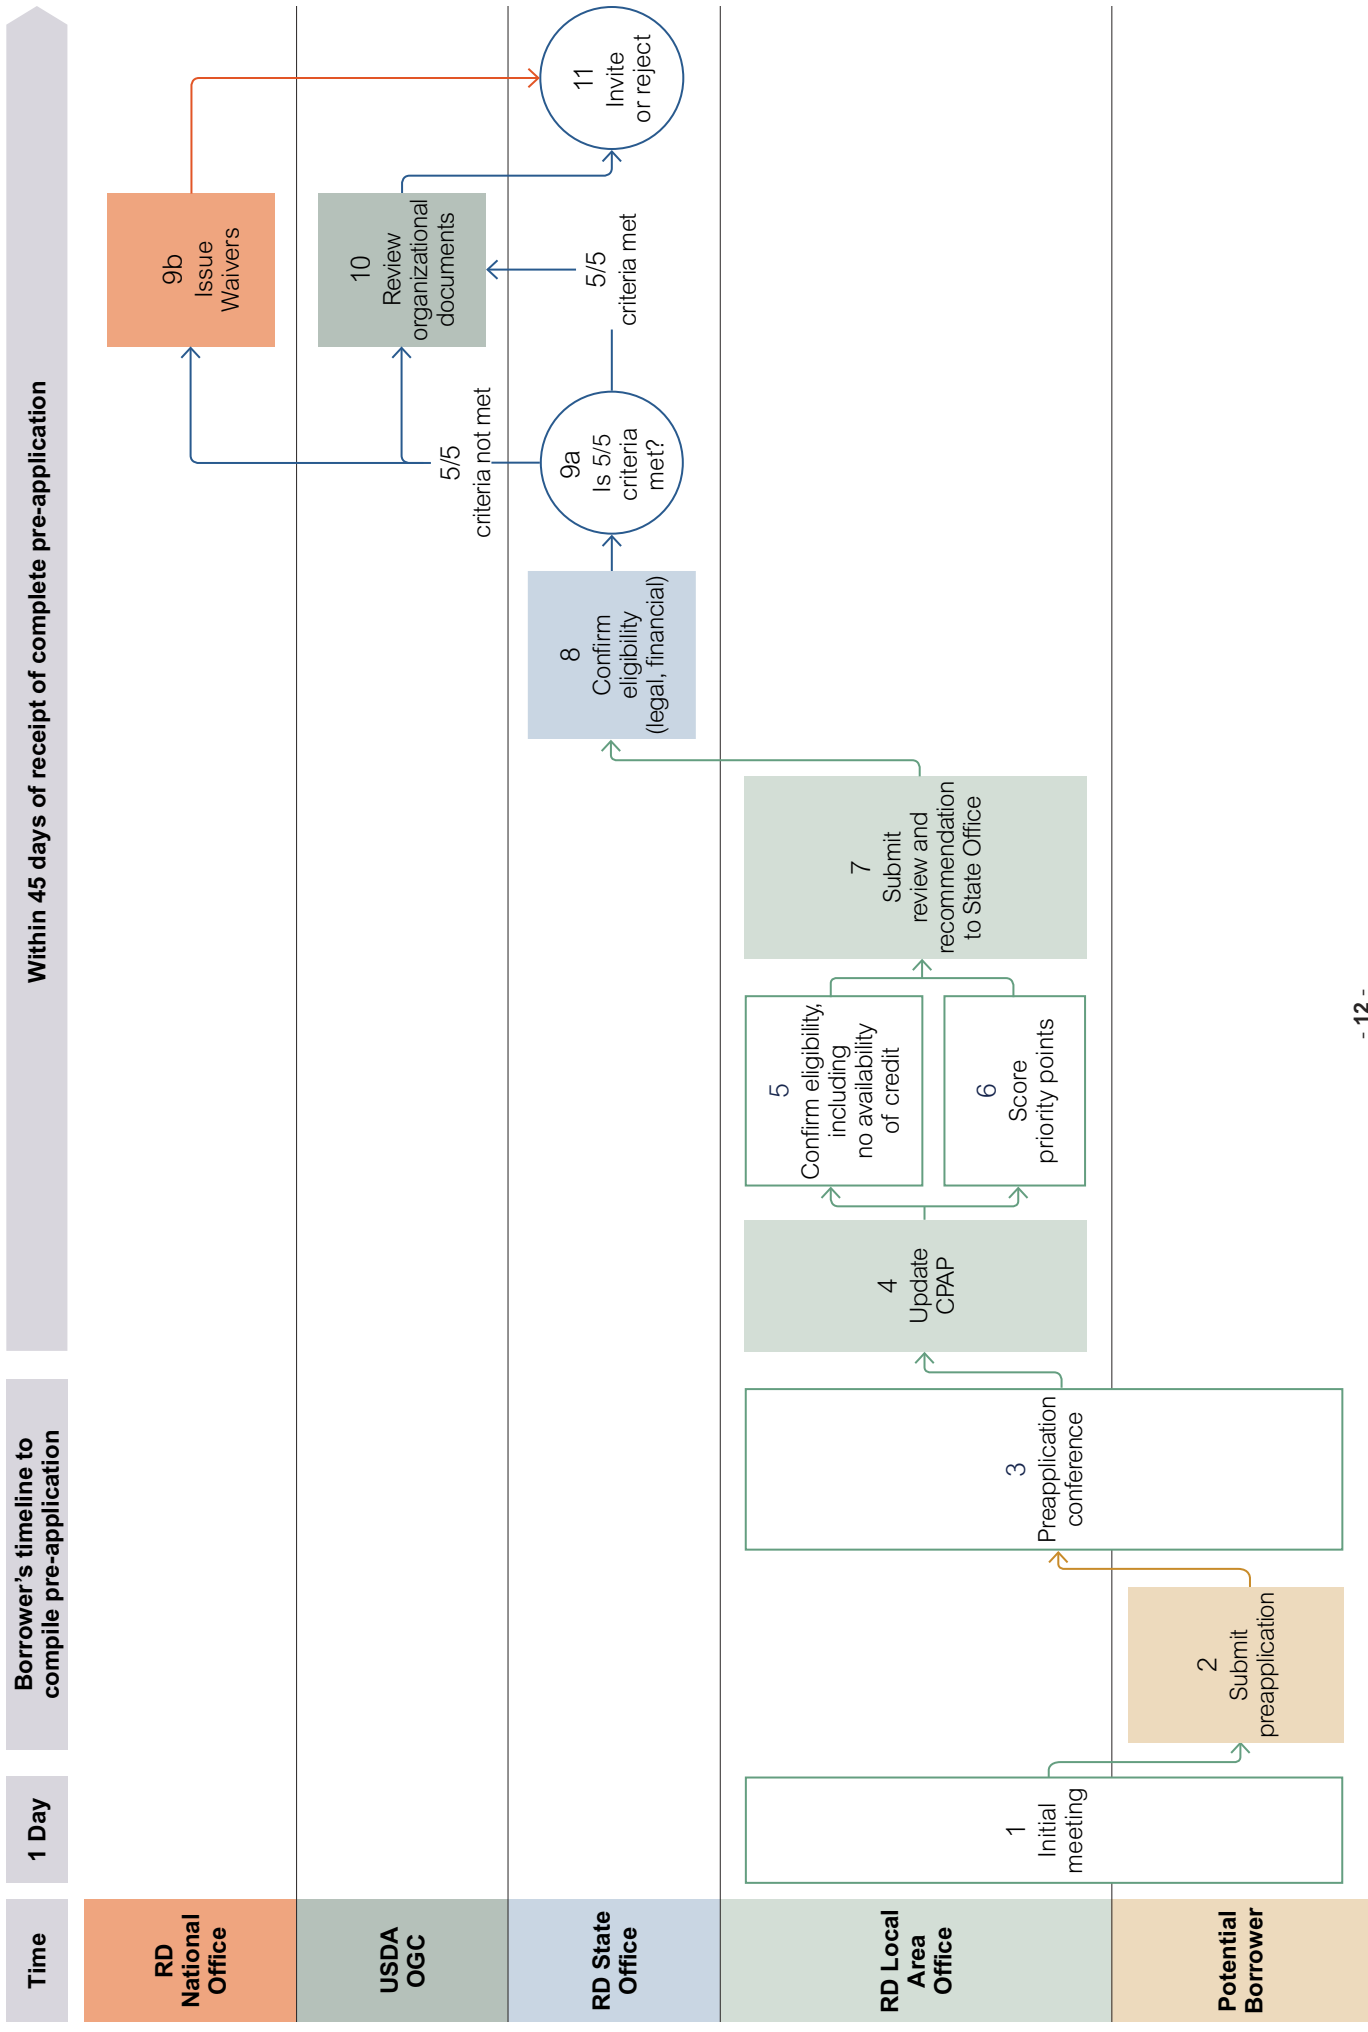 Time
1 Day
Borrower’s timeline to
compile pre-application
Within 45 days of receipt of complete pre-application
RD
National
Office
9b
Issue
Waivers
USDA
OGC
5/5
criteria not met
10
Review
organizational
documents
RD State
Office
8
Confirm
eligibility
(legal, financial)
9a
Is 5/5
criteria
met?
5/5
criteria met
11
Invite
or reject
RD Local
Area
Office
1
Initial
meeting
3
Preapplication
conference
4
Update
CPAP
5
Confirm eligibility,
including
no availability
of credit
6
Score
priority points
7
Submit
review and
recommendation
to State Office
Potential
Borrower
2
Submit
preapplication
- 12 -